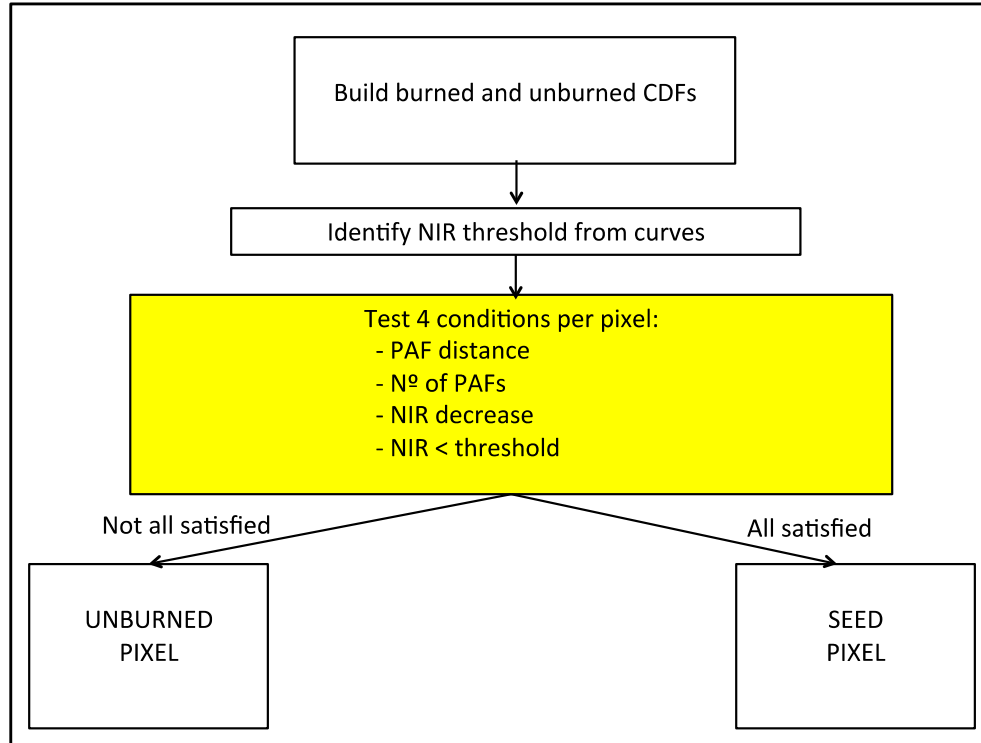 Build burned and unburned CDFs
Identify NIR threshold from curves
Test 4 conditions per pixel:
- PAF distance
- Nº of PAFs
- NIR decrease
- NIR < threshold
Not all satisfied
All satisfied
UNBURNED
PIXEL
SEED
PIXEL